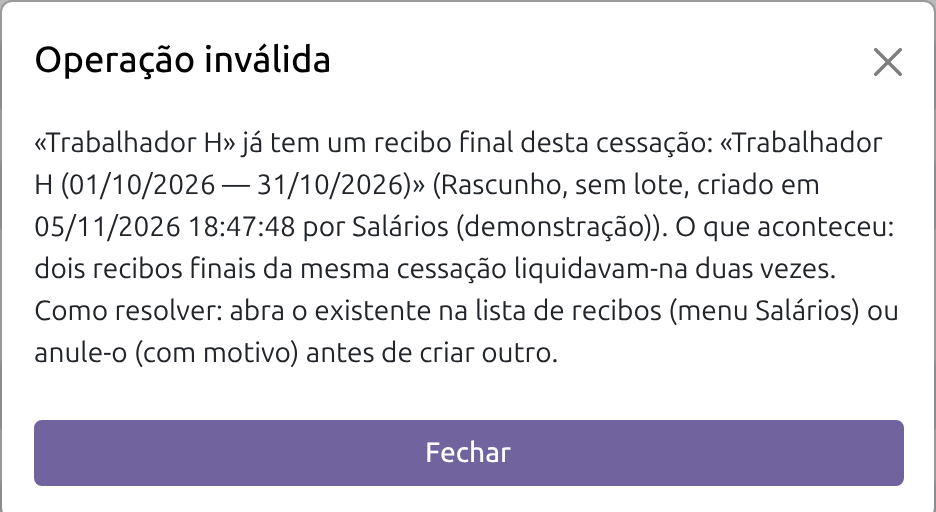 Operação inválida
«Trabalhador H» já tem um recibo final desta cessação: «Trabalhador
H (01/10/2026 — 31/10/2026)» (Rascunho, sem lote, criado em
05/11/2026 18:47:48 por Salários (demonstração)). O que aconteceu:
dois recibos finais da mesma cessação liquidavam-na duas vezes.
Como resolver: abra o existente na lista de recibos (menu Salários) ou
anule-o (com motivo) antes de criar outro.
Fechar